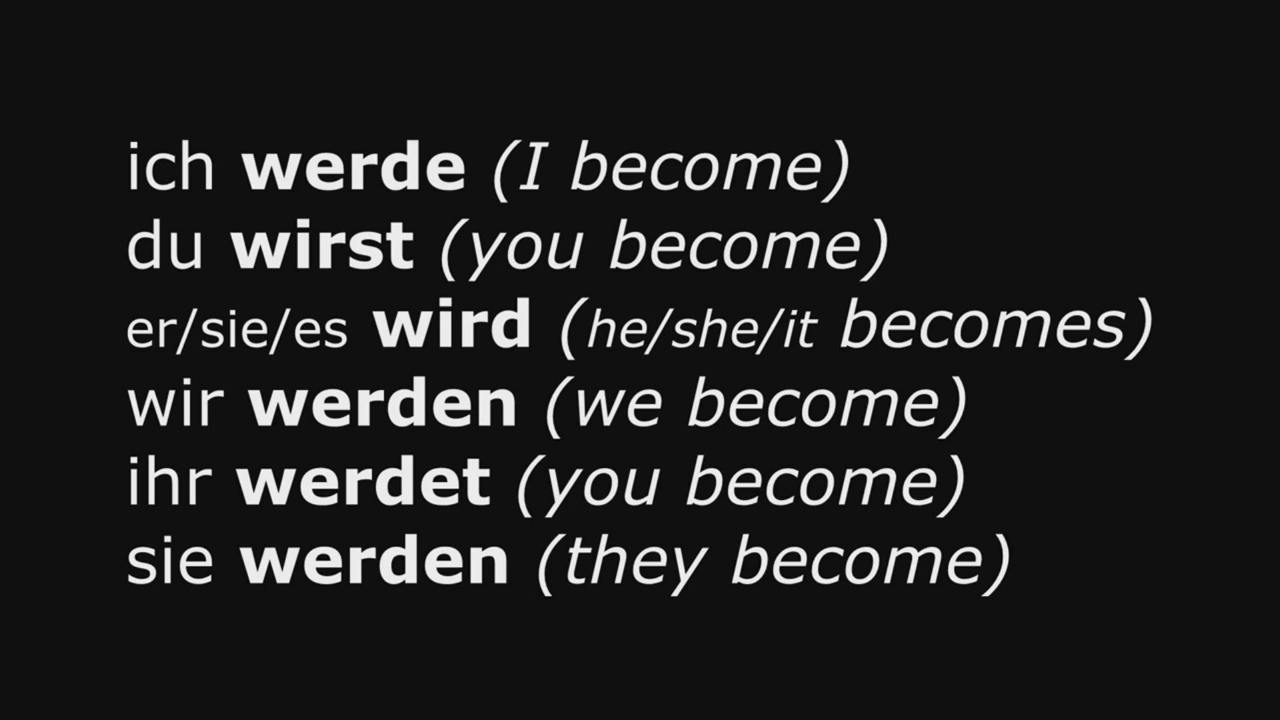 ich werde (I become)
du wirst (you become)
er/sie/es wird (he/she/it becomes)
wir werden (we become)
ihr werdet (you become)
sie werden (they become)